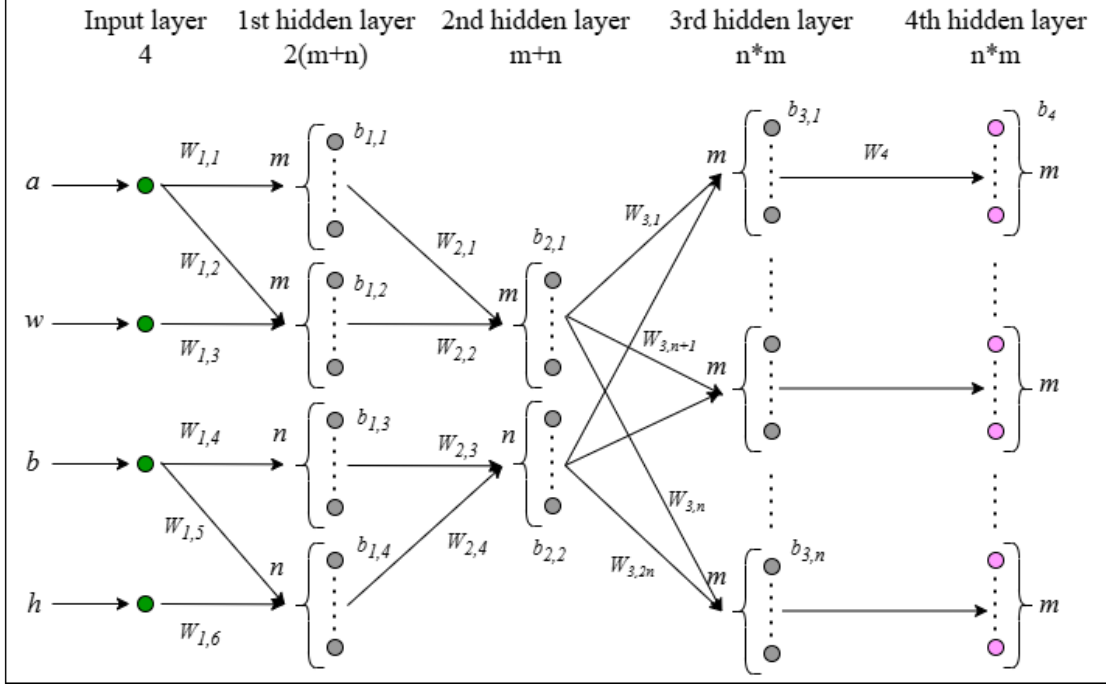 Input layer 1st hidden layer 2nd hidden layer 3rd hidden layer 4th hidden layer
4 2(m+n) m+n n*m n*m
b1,1 b3,1 b4
W1,1 m m W4 m
a
W1,2 W2,1 W3,1
b2,1
m b1,2 m
w
W1,3 W2,2 W3,n+1
m m
b1,3
W1,4 n W2,3 n
b
W1,5 W3,n
b1,4 W2,4 b2,2 b3,n
n W3,2n m
h m
W1,6